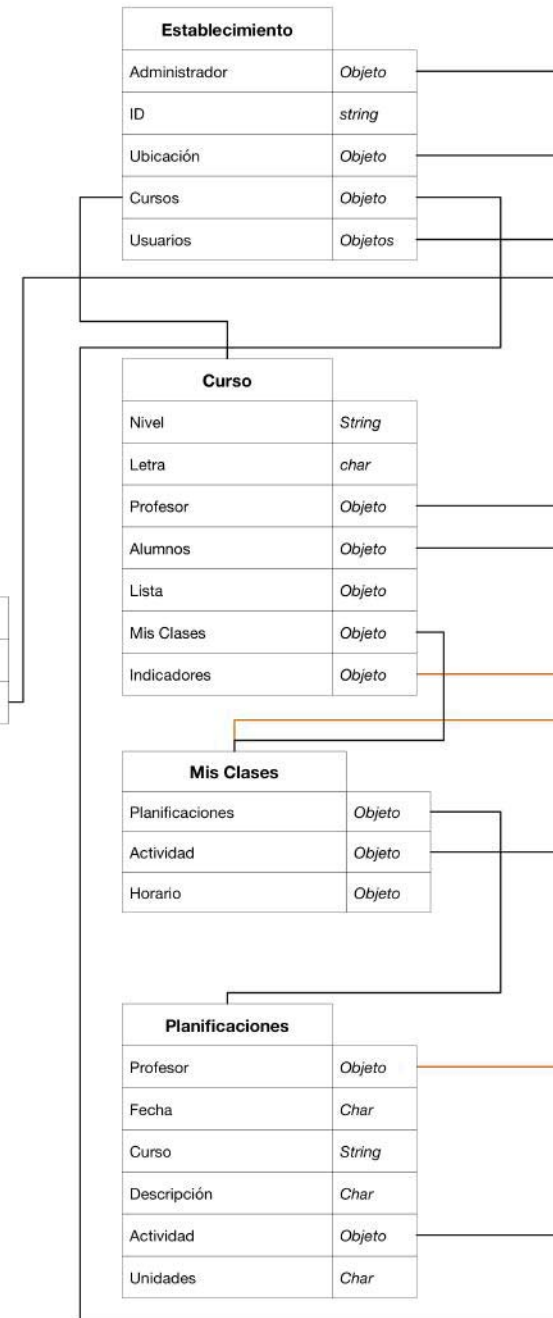 Establecimiento
Administrador Objeto
ID string
Ubicación Objeto
Cursos Objeto
Usuarios Objetos
Curso
Nivel String
Letra char
Profesor Objeto
Alumnos Objeto
Lista Objeto
Mis Clases Objeto
Indicadores Objeto
Mis Clases
Planificaciones Objeto
Actividad Objeto
Horario Objeto
Planificaciones
Profesor Objeto
Fecha Char
Curso String
Descripción Char
Actividad Objeto
Unidades Char